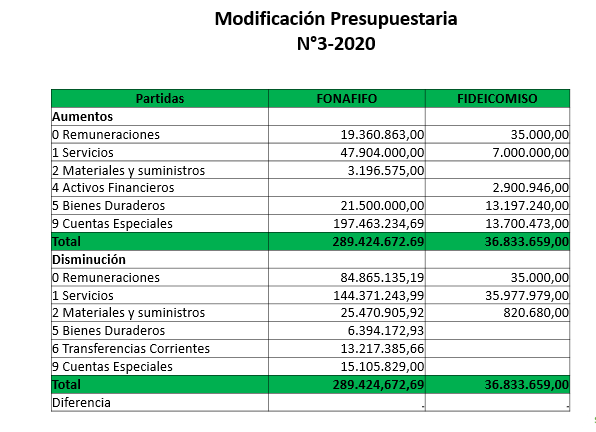 Modificación Presupuestaria
N°3-2020
Partidas FONAFIFO FIDEICOMISO
Aumentos
0 Remuneraciones 19.360.863,00 35.000,00
1 Servicios 47.904.000,00 7.000.000,00
2 Materiales y suministros 3.196.575,00
4 Activos Financieros 2.900.946,00
5 Bienes Duraderos 21.500.000,00 13.197.240,00
9 Cuentas Especiales 197.463.234,69 13.700.473,00
Total 289.424.672.69 36.833.659,00
Disminución
0 Remuneraciones 84.865.135,19 35.000,00
1 Servicios 144.371.243,99 35.977.979,00
2 Materiales y suministros 25.470.905,92 820.680,00
5 Bienes Duraderos 6.394.172,93
6 Transferencias Corrientes 13.217.385,66
9 Cuentas Especiales 15.105.829,00
Total 289.424,672,69 36.833.659,00
Diferencia . .